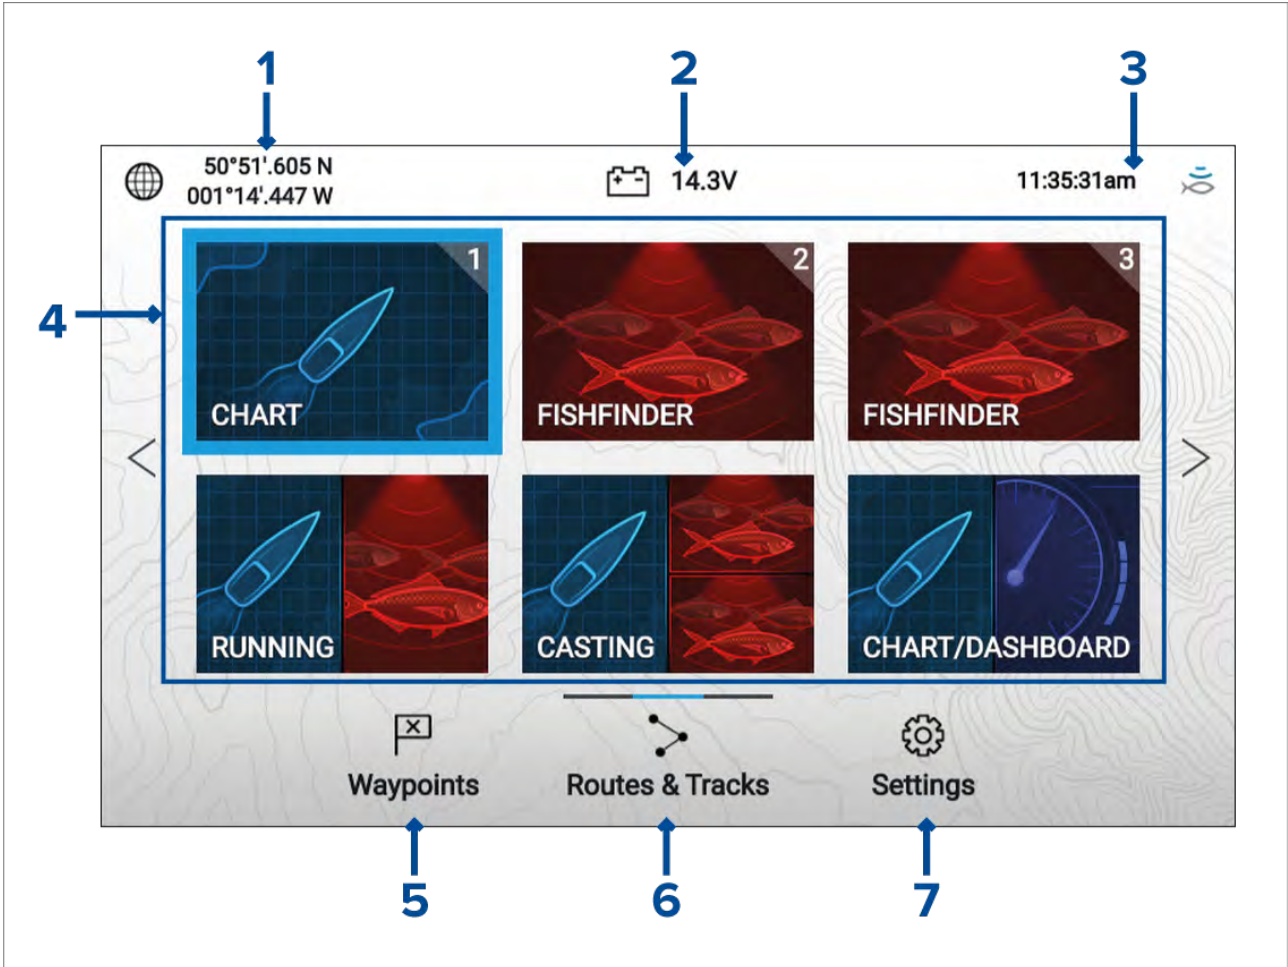 1
2
3
50°51'.605 N
001°14'.447 W
14.3V
11:35:31am
4
1
CHART
2
FISHFINDER
3
FISHFINDER
RUNNING
CASTING
CHART/DASHBOARD
Waypoints
Routes & Tracks
Settings
5
6
7